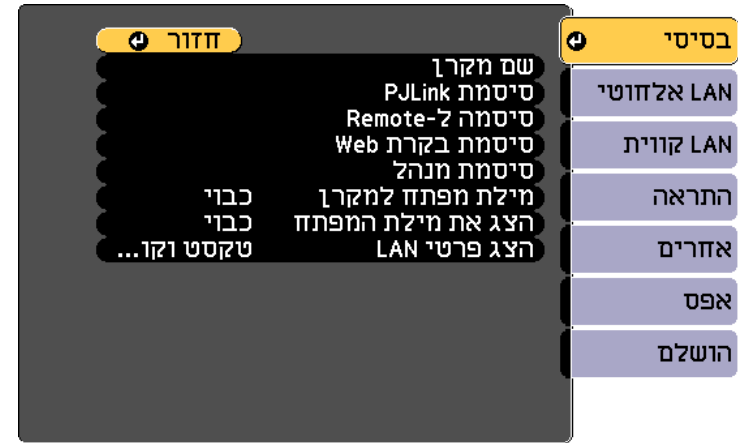 בסיסי
LAN אלחוטי
LAN קווית
התראה
אחרים
אפס
הושלם
חזור
שם מקרן
סיסמת PJLink
סיסמה ל-Remote
סיסמת בקרת Web
סיסמת מנהל
מילת מפתח למקרן כבוי
הצג את מילת המפתח כבוי
הצג פרטי LAN טקסט וקו...